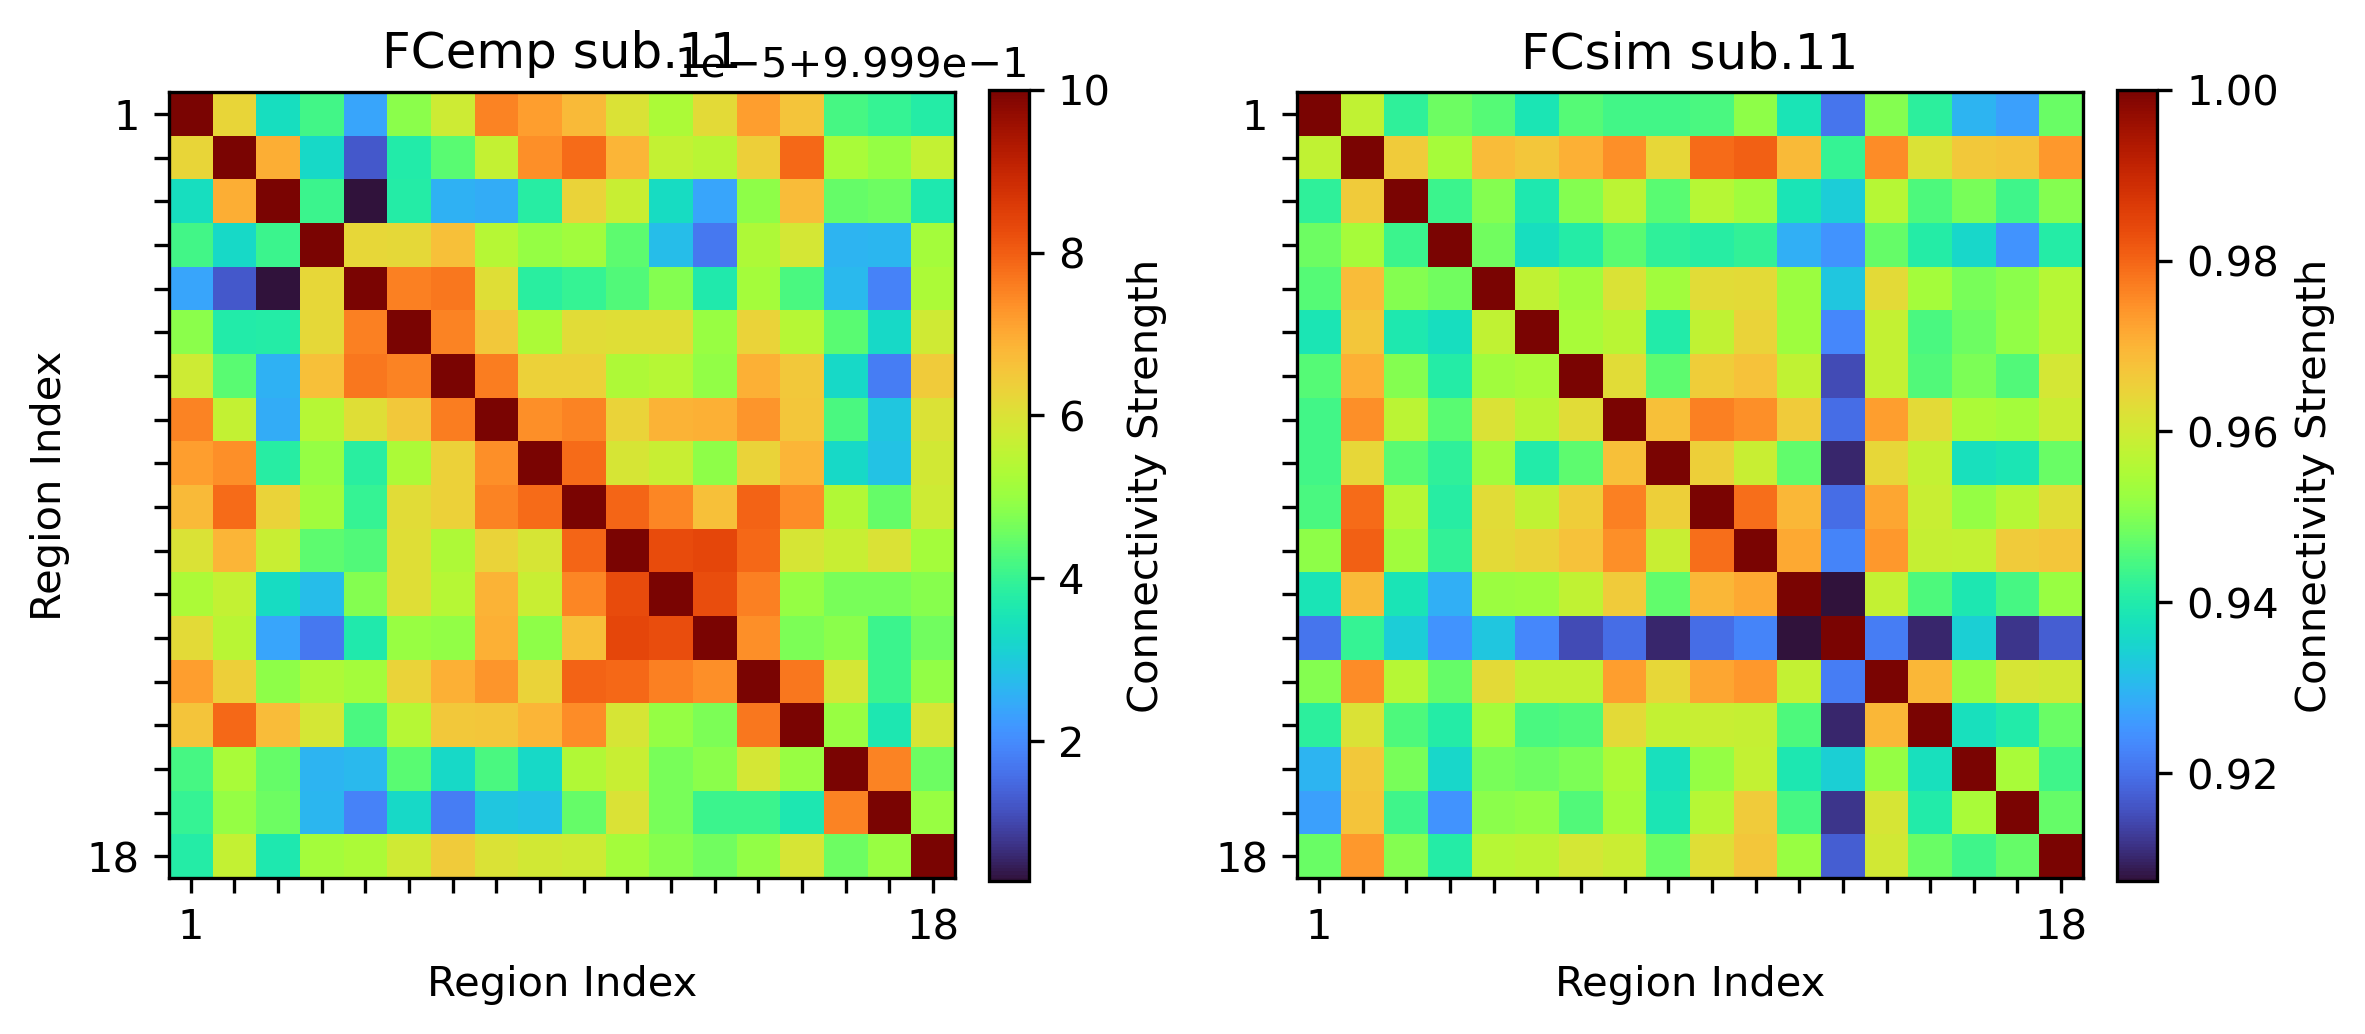 FCemp sub.11
1e−5+9.999e−1
1
18
Region Index
1
18
Region Index
10
8
6
4
2
Connectivity Strength
FCsim sub.11
1
18
1
18
Region Index
1.00
0.98
0.96
0.94
0.92
Connectivity Strength